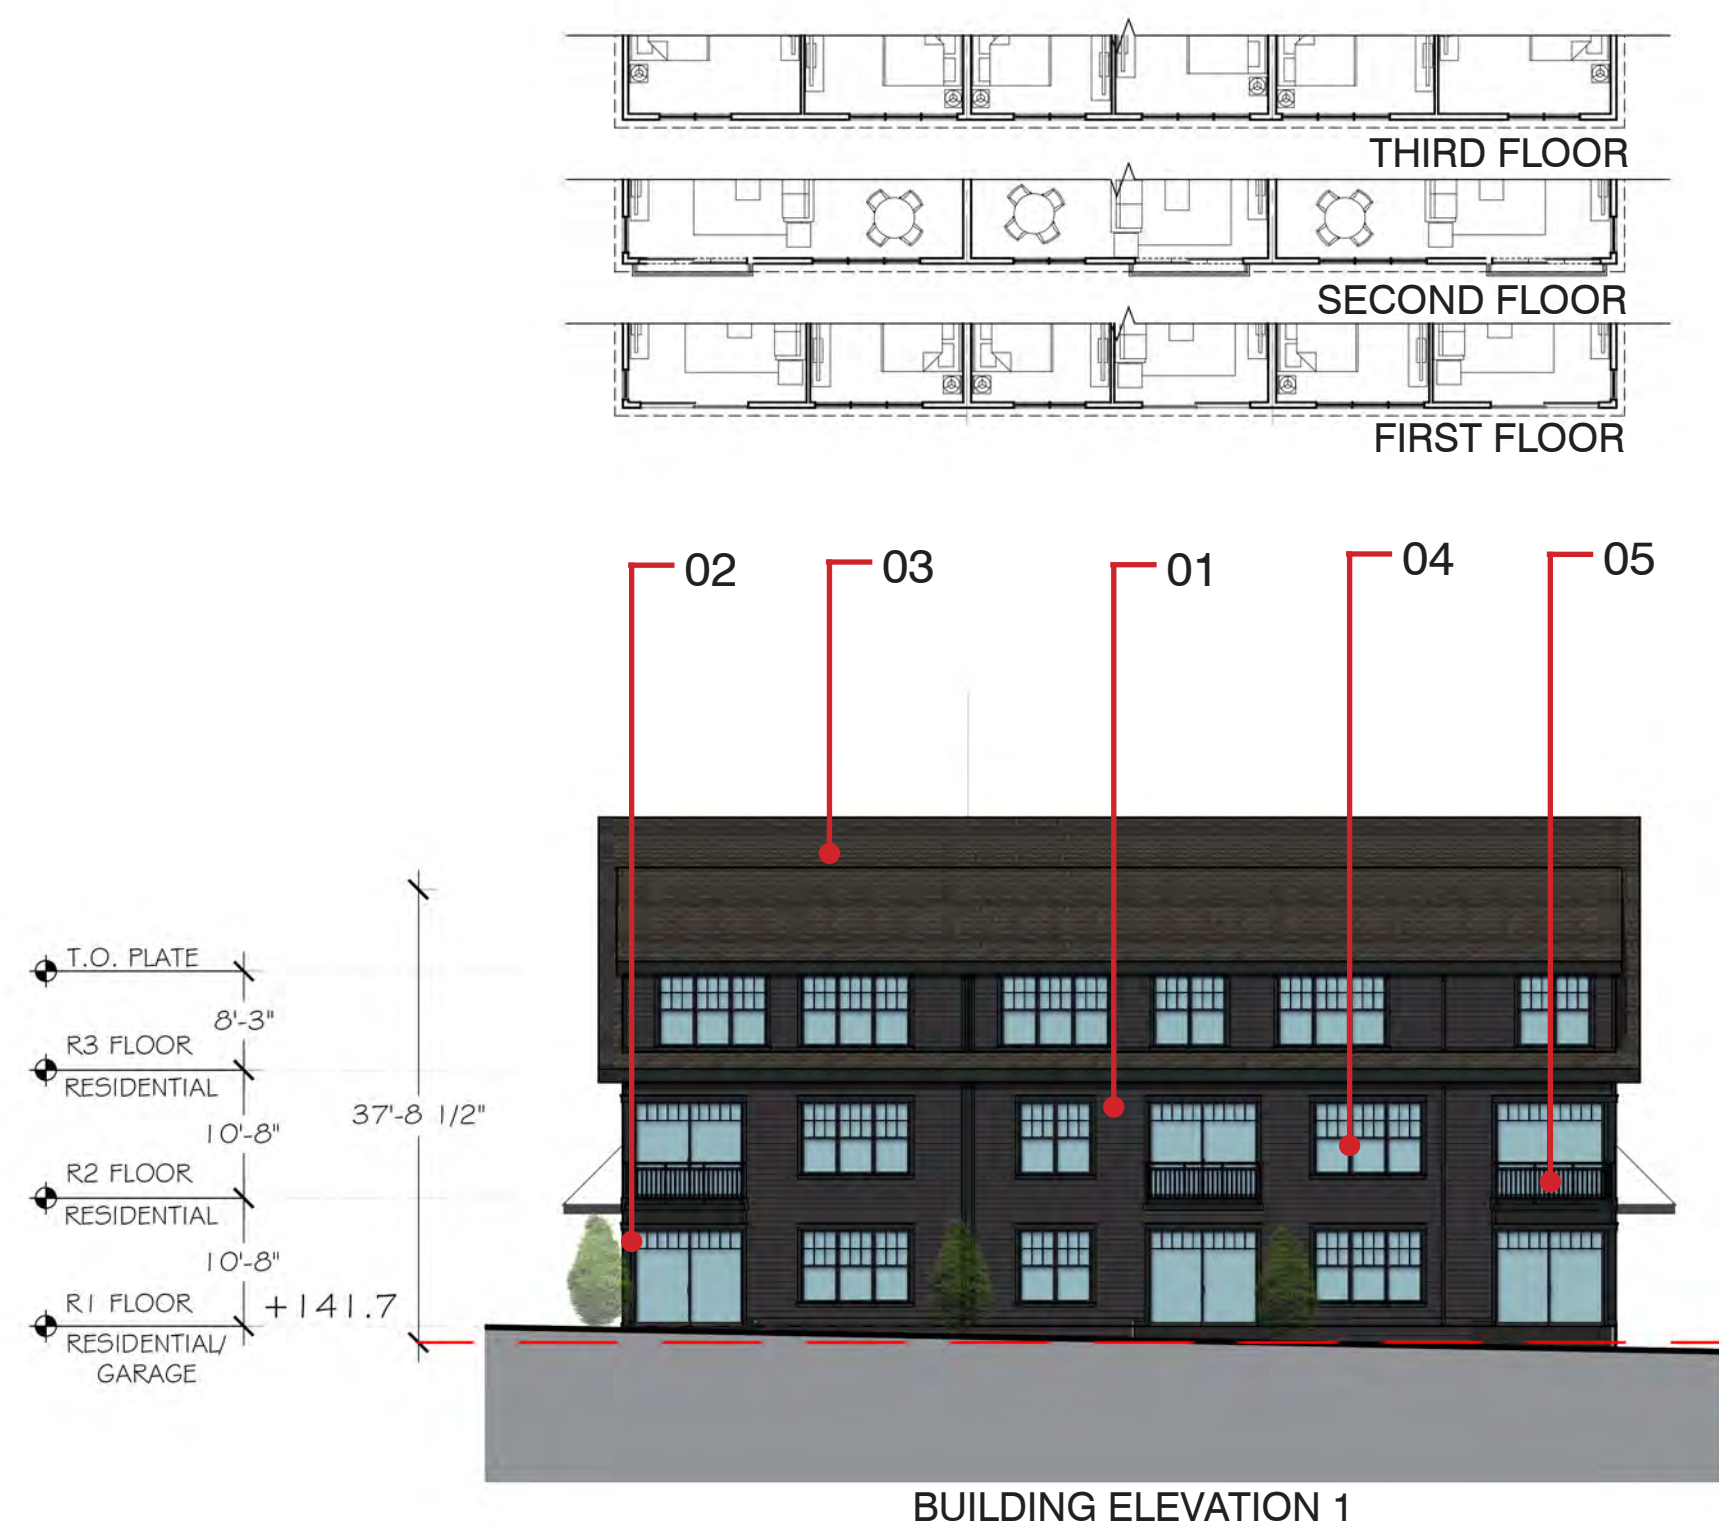 THIRD FLOOR
SECOND FLOOR
FIRST FLOOR
02
03
01
04
05
T.O. PLATE
8'-3"
R3 FLOOR
RESIDENTIAL
10'-8"
37'-8 1/2"
R2 FLOOR
RESIDENTIAL
10'-8"
R1 FLOOR
+141.7
RESIDENTIAL/
GARAGE
BUILDING ELEVATION 1